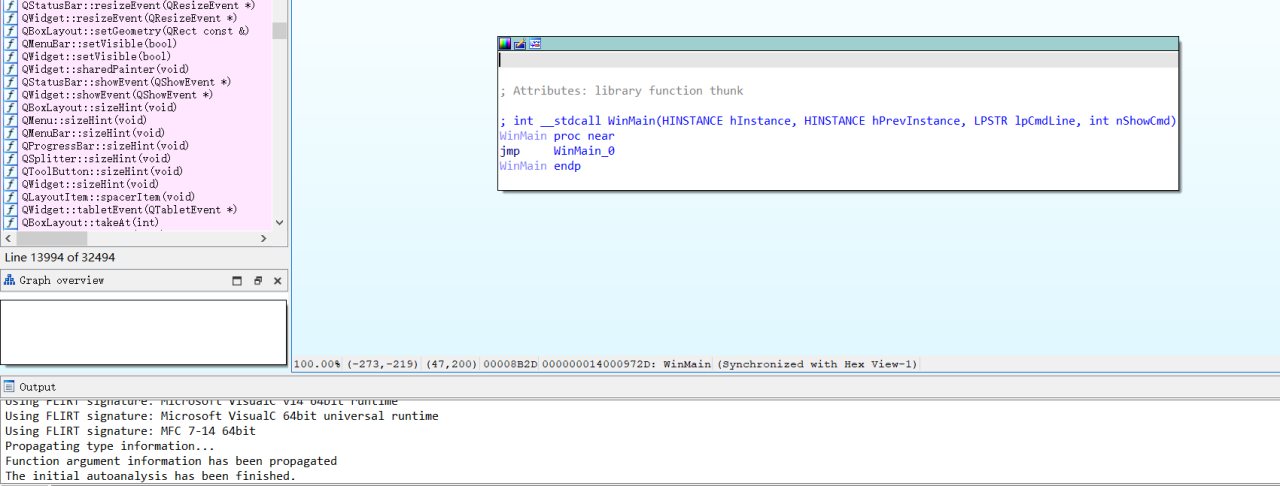 QStatusBar::resizeEvent(QResizeEvent *)
QWidget::resizeEvent(QResizeEvent *)
QBoxLayout::setGeometry(QRect const &)
QMenuBar::setVisible(bool)
QWidget::setVisible(bool)
QWidget::sharedPainter(void)
QStatusBar::showEvent(QShowEvent *)
QWidget::showEvent(QShowEvent *)
QBoxLayout::sizeHint(void)
QMenu::sizeHint(void)
QMenuBar::sizeHint(void)
QProgressBar::sizeHint(void)
QSplitter::sizeHint(void)
QToolButton::sizeHint(void)
QWidget::sizeHint(void)
QLayoutItem::spacerItem(void)
QWidget::tabletEvent(QTabletEvent *)
QBoxLayout::takeAt(int)
Line 13994 of 32494
Graph overview
; Attributes: library function thunk
; int __stdcall WinMain(HINSTANCE hInstance, HINSTANCE hPrevInstance, LPSTR lpCmdLine, int nShowCmd)
WinMain proc near
jmp WinMain_0
WinMain endp
100.00% (-273,-219) (47,200) 00008B2D 000000014000972D: WinMain (Synchronized with Hex View-1)
Output
Using FLIRT signature: Microsoft VisualC v14 64bit runtime
Using FLIRT signature: Microsoft VisualC 64bit universal runtime
Using FLIRT signature: MFC 7-14 64bit
Propagating type information...
Function argument information has been propagated
The initial autoanalysis has been finished.